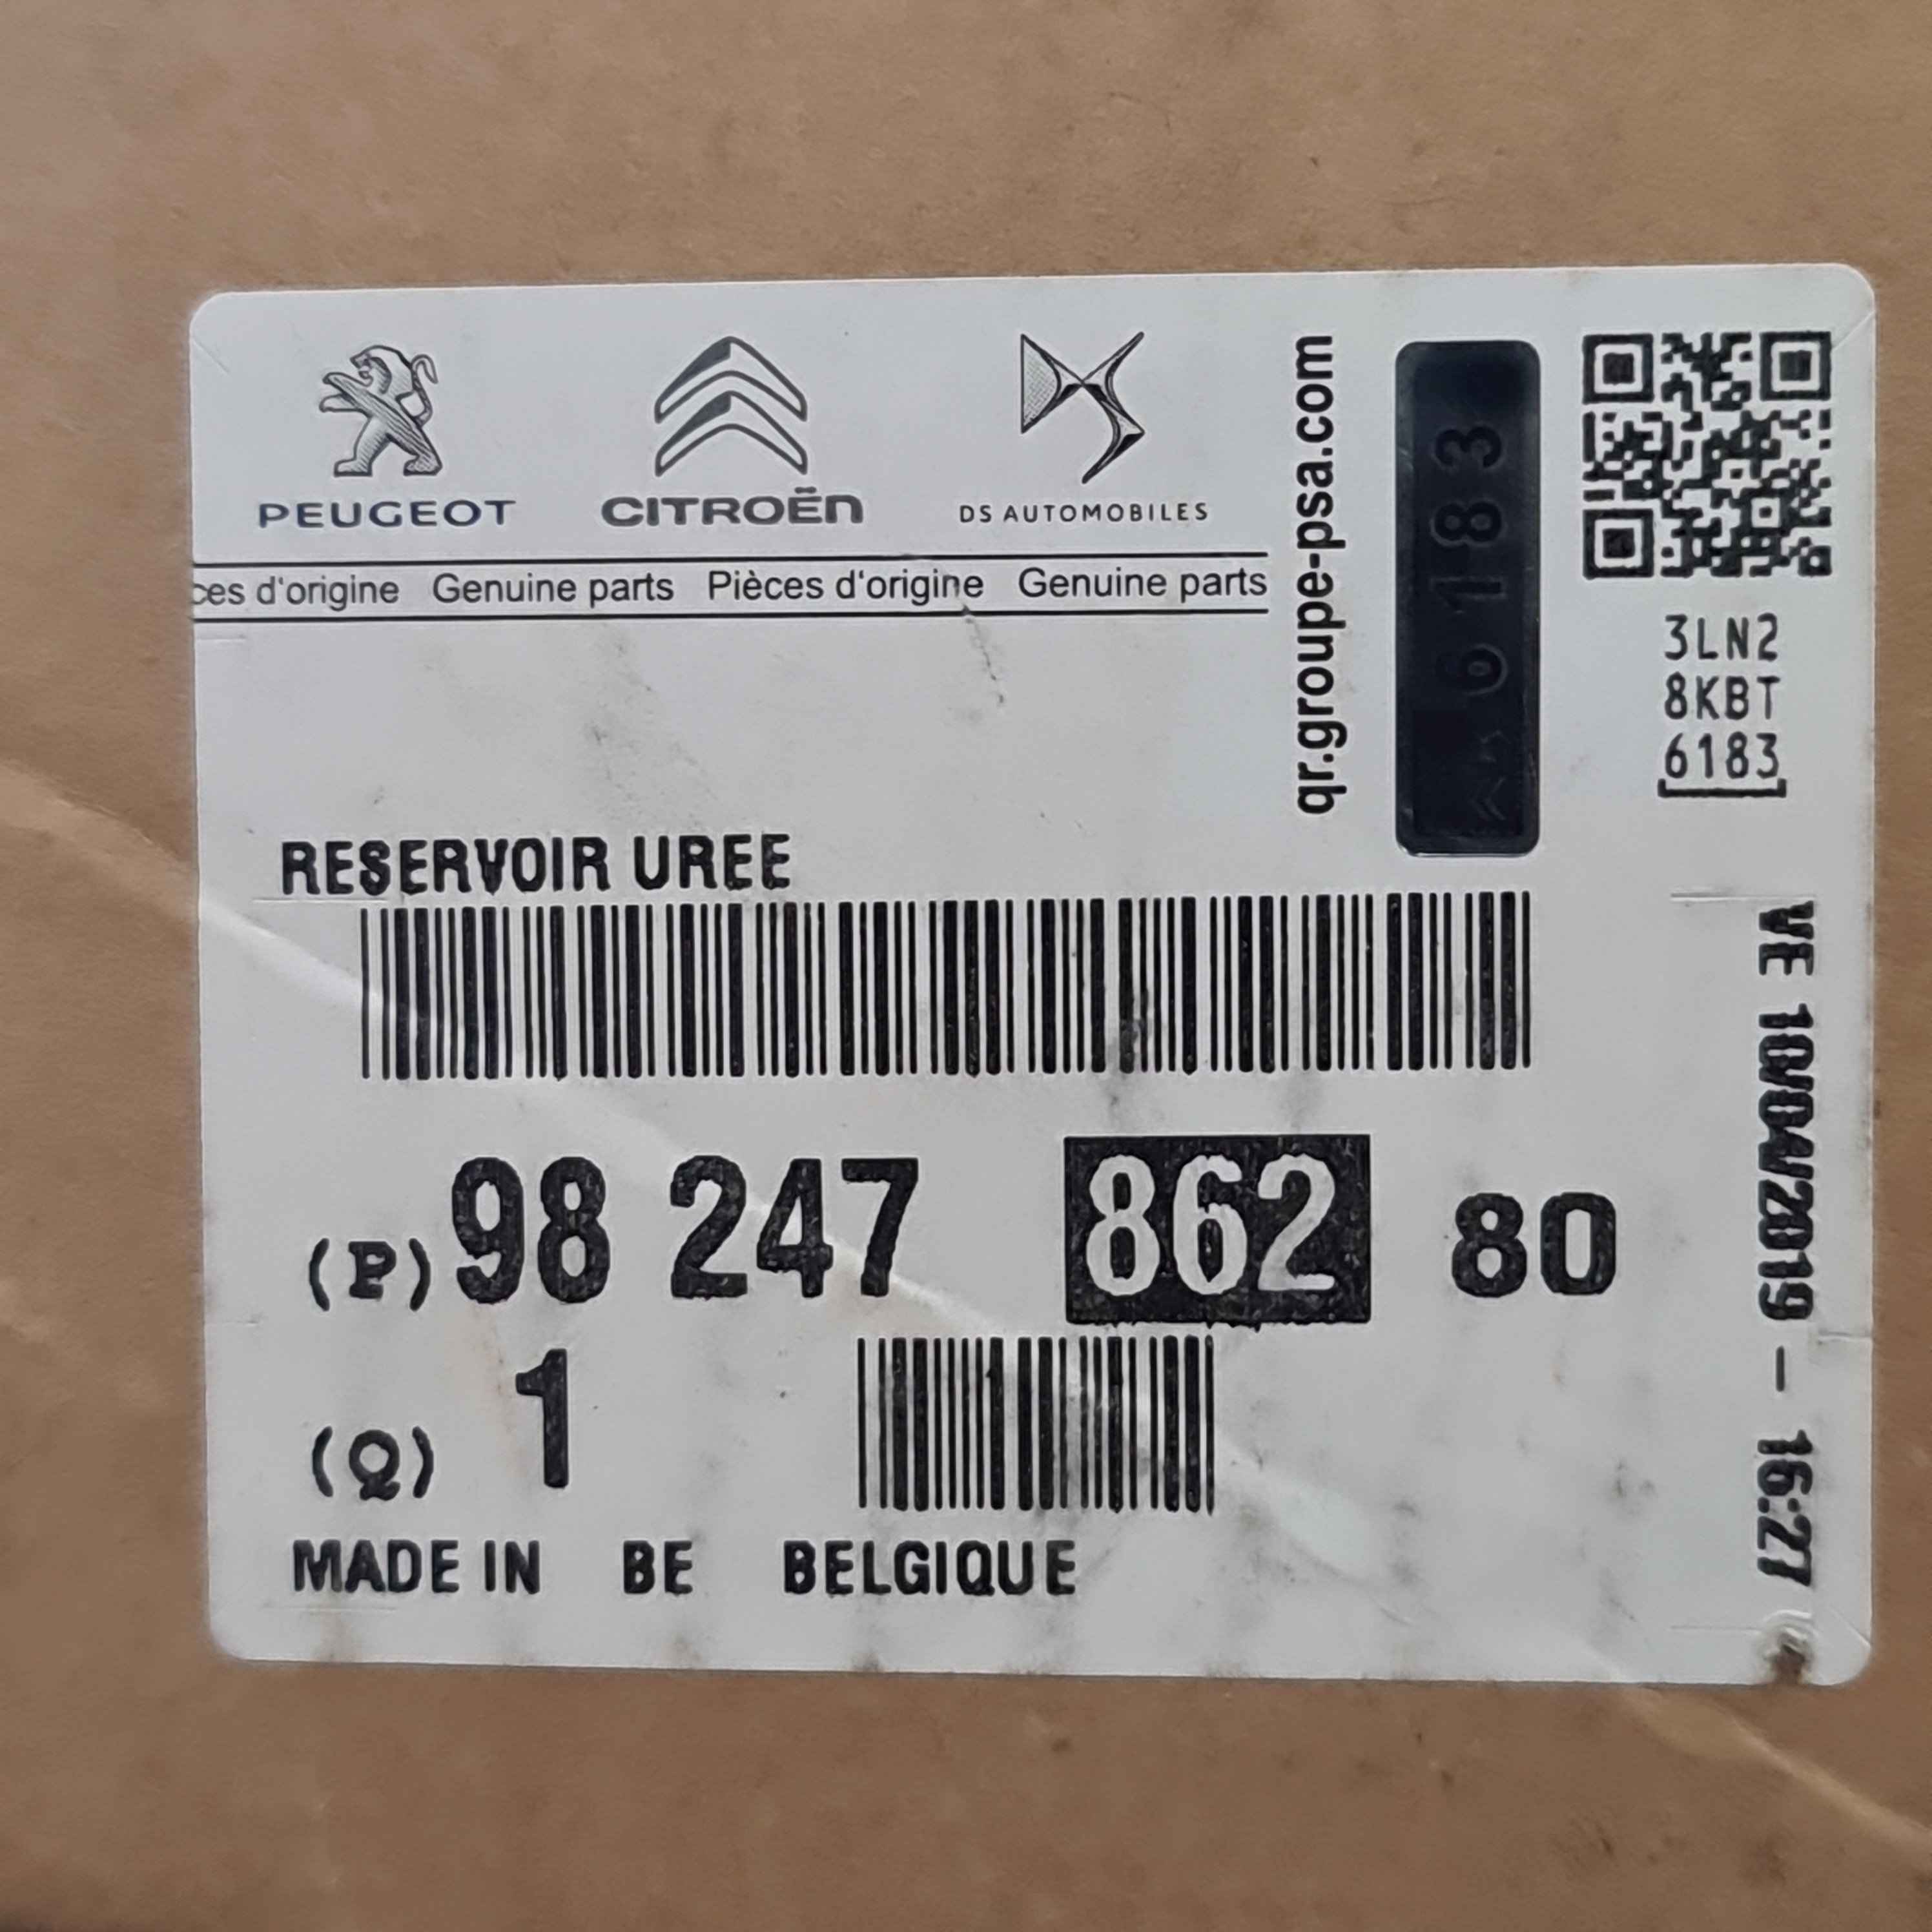 PEUGEOT CITROËN DS AUTOMOBILES
ces d'origine Genuine parts Pièces d'origine Genuine parts
qr.groupe-psa.com
6183
3LN2
8KBT
6183
RESERVOIR UREE
(P) 98 247 862 80
(Q) 1
MADE IN BE BELGIQUE
VE 10/04/2019 - 16:27